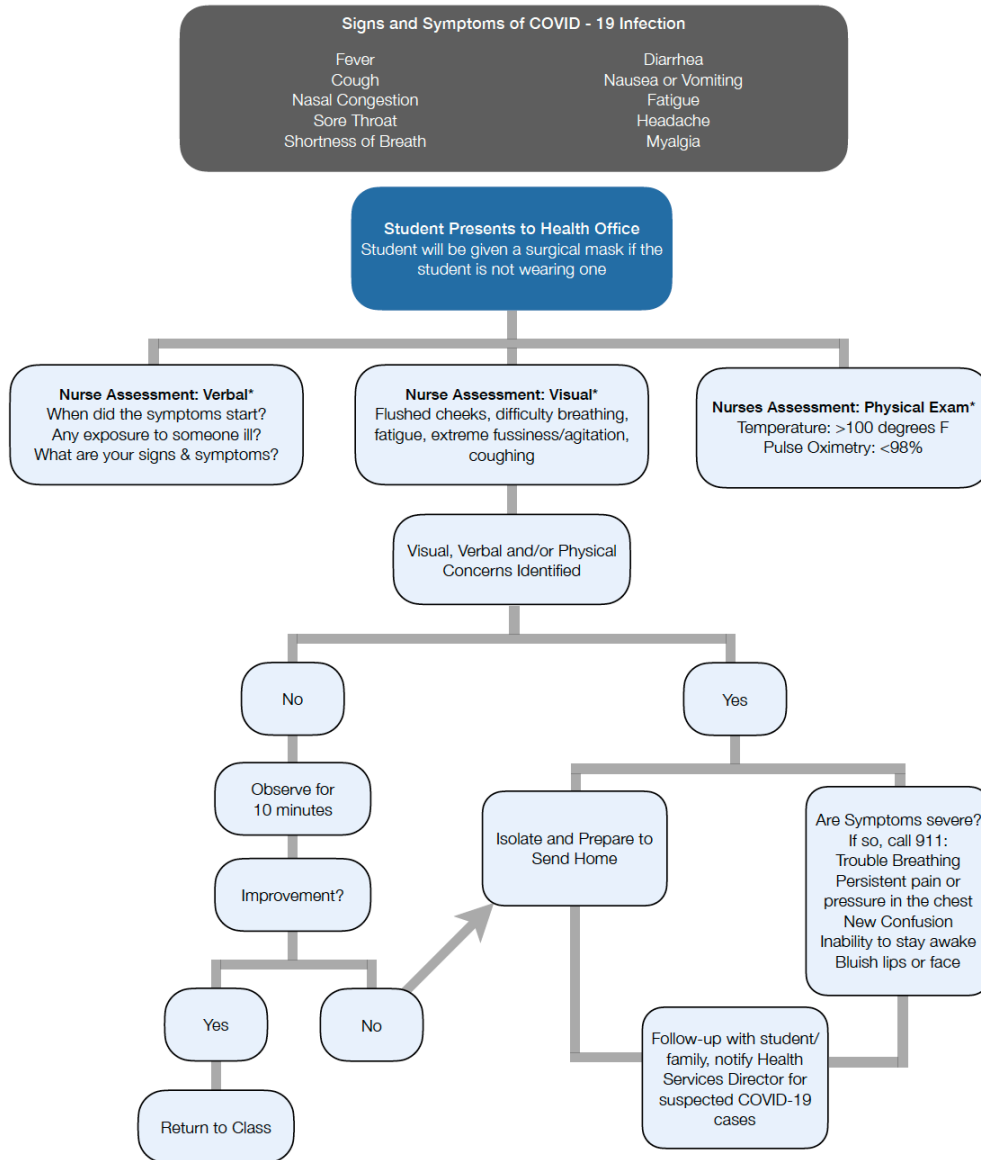 Signs and Symptoms of COVID - 19 Infection
Fever
Cough
Nasal Congestion
Sore Throat
Shortness of Breath
Diarrhea
Nausea or Vomiting
Fatigue
Headache
Myalgia
Student Presents to Health Office
Student will be given a surgical mask if the
student is not wearing one
Nurse Assessment: Verbal*
When did the symptoms start?
Any exposure to someone ill?
What are your signs & symptoms?
Nurse Assessment: Visual*
Flushed cheeks, difficulty breathing,
fatigue, extreme fussiness/agitation,
coughing
Nurses Assessment: Physical Exam*
Temperature: >100 degrees F
Pulse Oximetry: <98%
Visual, Verbal and/or Physical
Concerns Identified
No
Yes
Observe for
10 minutes
Improvement?
Yes
No
Return to Class
Isolate and Prepare to
Send Home
Are Symptoms severe?
If so, call 911:
Trouble Breathing
Persistent pain or
pressure in the chest
New Confusion
Inability to stay awake
Bluish lips or face
Follow-up with student/
family, notify Health
Services Director for
suspected COVID-19
cases